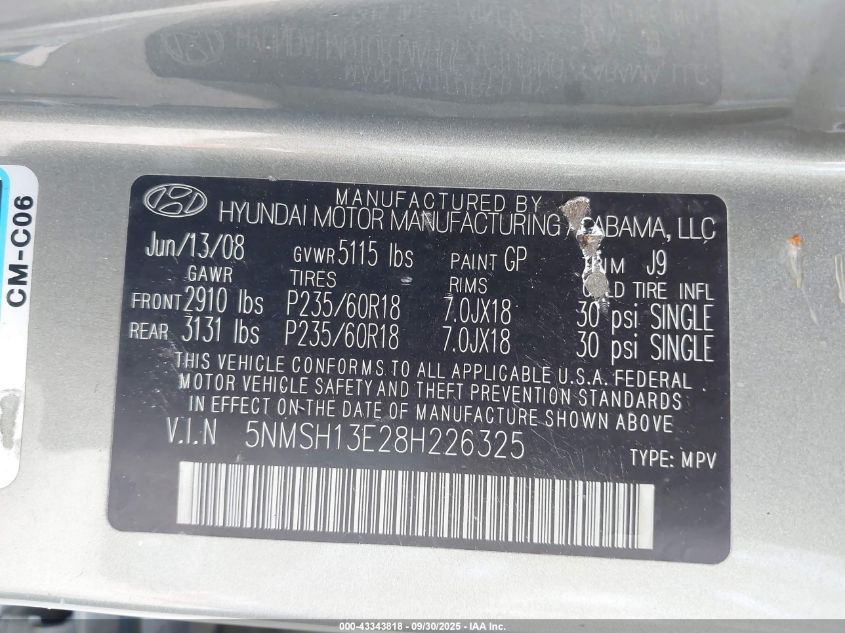 MANUFACTURED BY
HYUNDAI MOTOR MANUFACTURING ABAMA, LLC
Jun/13/08 GVWR 5115 lbs PAINT GP J9
GAWR TIRES RIMS TIRE INFL
FRONT 2910 lbs P235/60R18 7.0JX18 30 psi SINGLE
REAR 3131 lbs P235/60R18 7.0JX18 30 psi SINGLE
THIS VEHICLE CONFORMS TO ALL APPLICABLE U.S.A. FEDERAL
MOTOR VEHICLE SAFETY AND THEFT PREVENTION STANDARDS
IN EFFECT ON THE DATE OF MANUFACTURE SHOWN ABOVE
V.I.N 5NMSH13E28H226325
TYPE: MPV
CM-C06
000-43343818 - 09/30/2025 - IAA Inc.